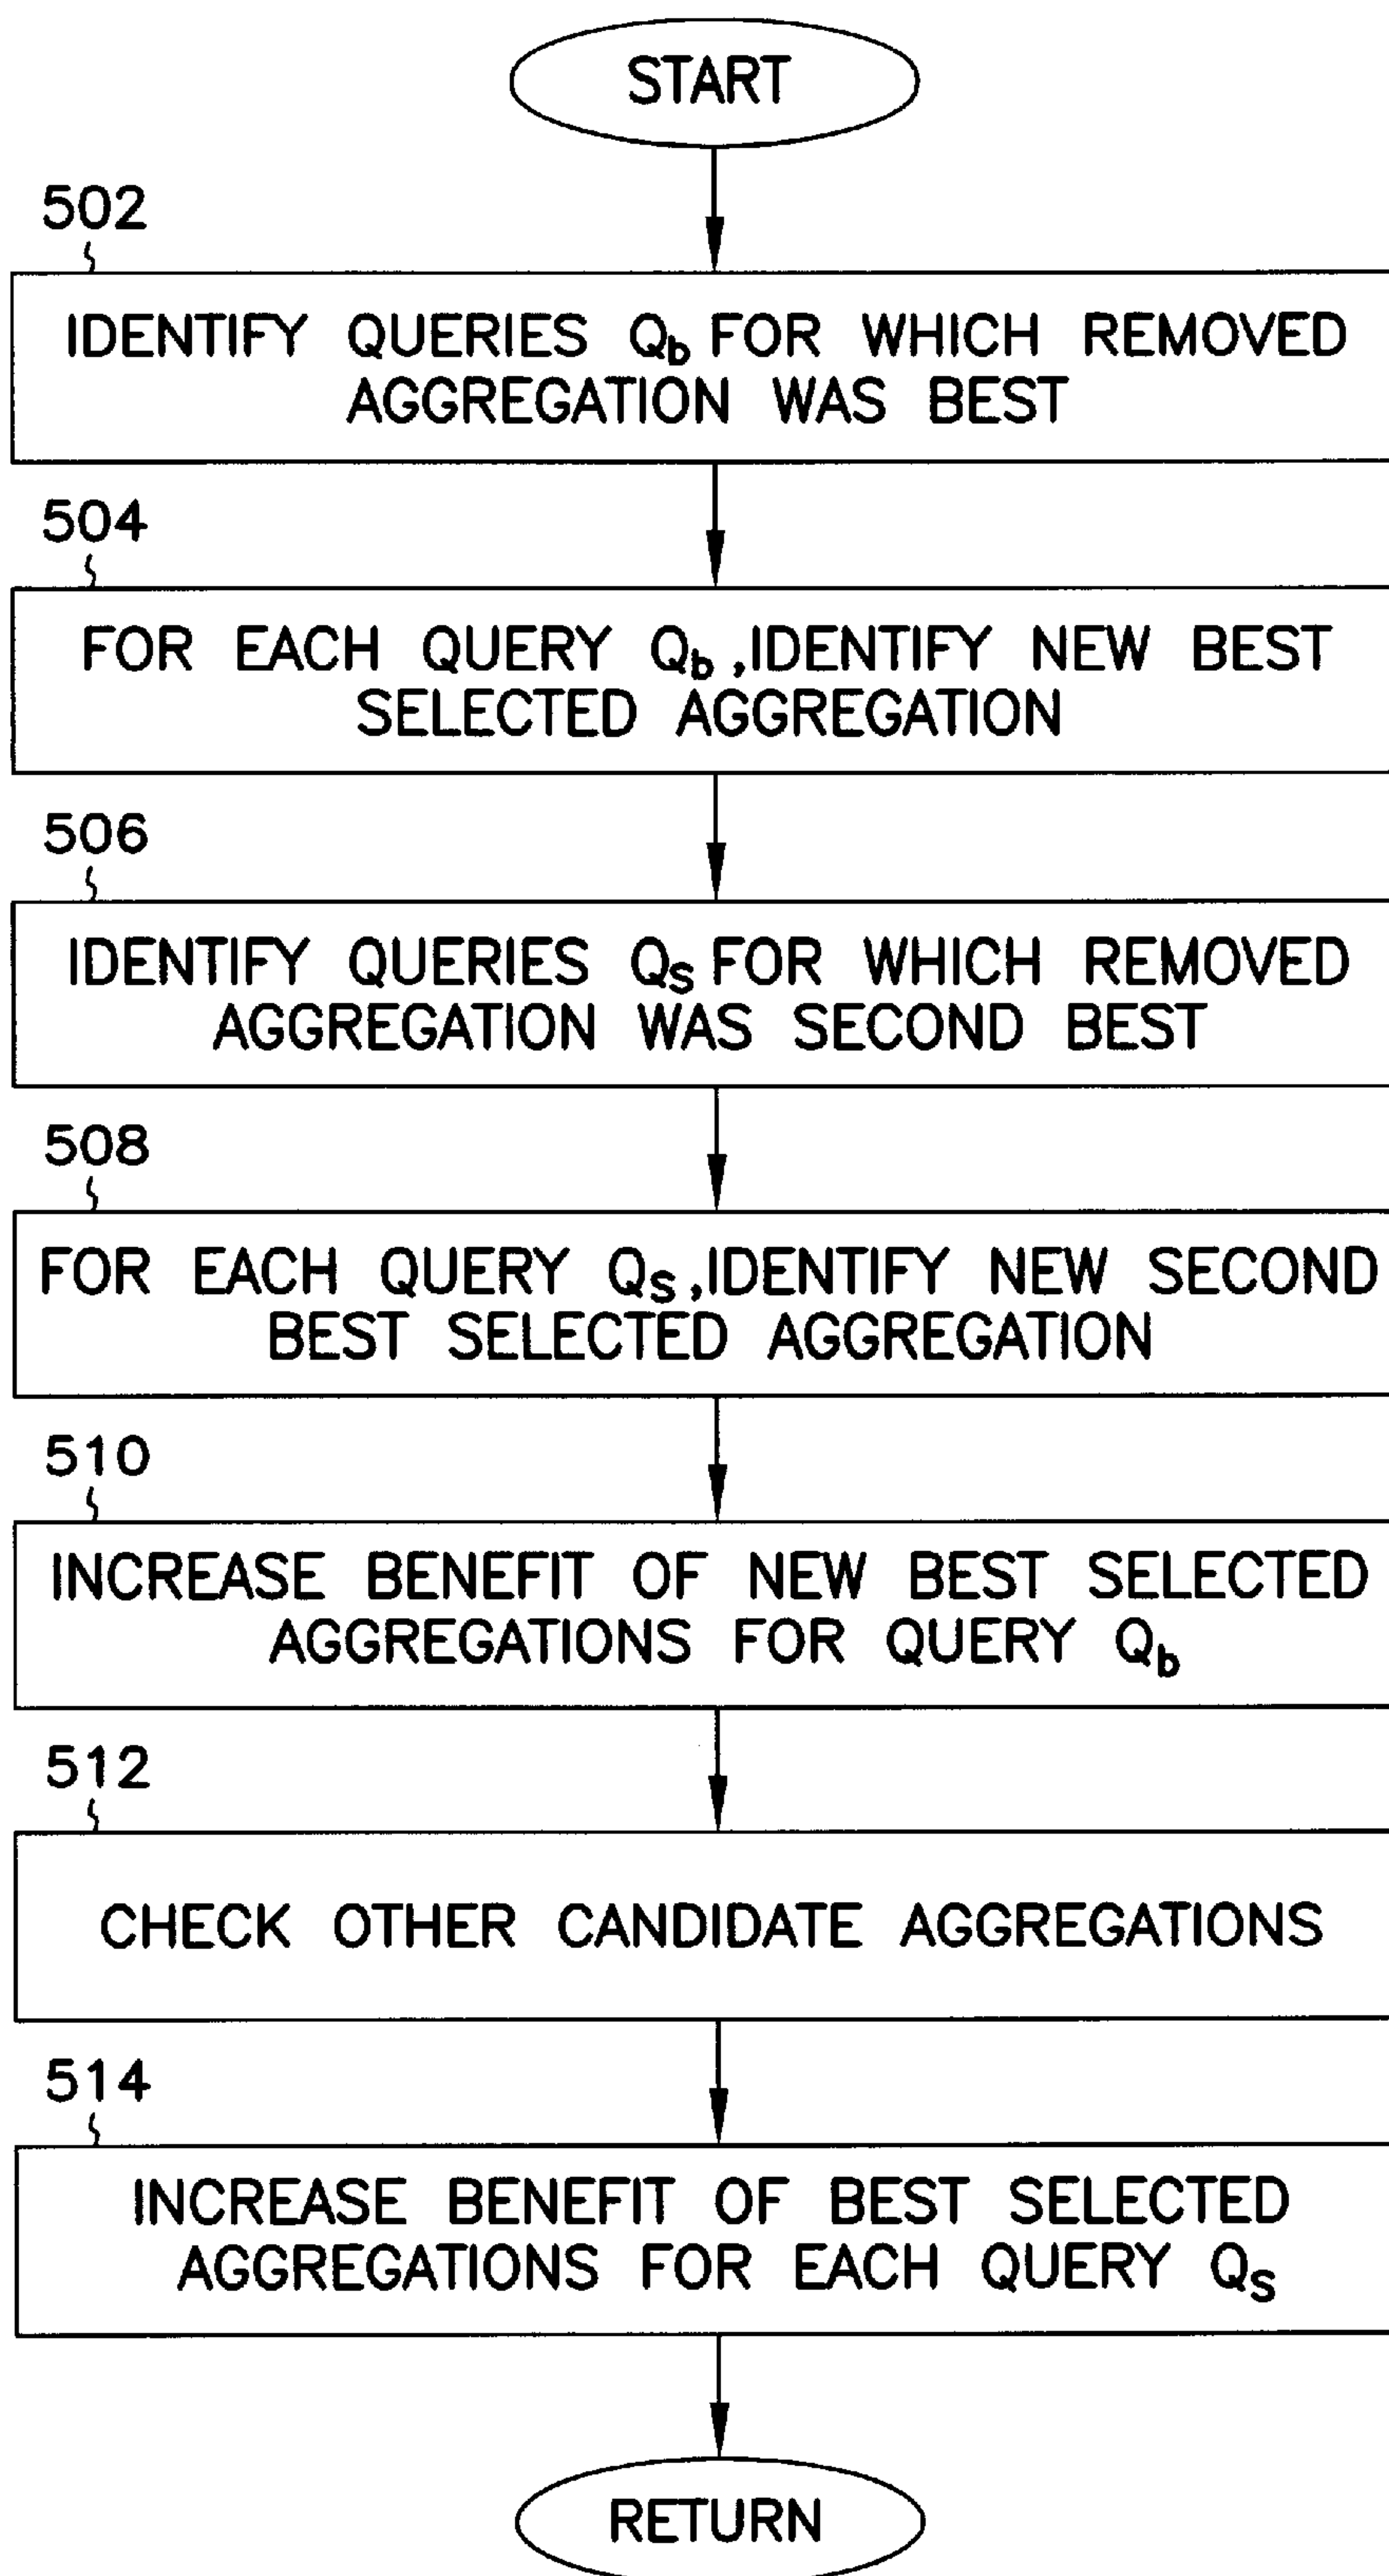 START
502
IDENTIFY QUERIES Qb FOR WHICH REMOVED
AGGREGATION WAS BEST
504
FOR EACH QUERY Qb,IDENTIFY NEW BEST
SELECTED AGGREGATION
506
IDENTIFY QUERIES Qs FOR WHICH REMOVED
AGGREGATION WAS SECOND BEST
508
FOR EACH QUERY Qs,IDENTIFY NEW SECOND
BEST SELECTED AGGREGATION
510
INCREASE BENEFIT OF NEW BEST SELECTED
AGGREGATIONS FOR QUERY Qb
512
CHECK OTHER CANDIDATE AGGREGATIONS
514
INCREASE BENEFIT OF BEST SELECTED
AGGREGATIONS FOR EACH QUERY Qs
RETURN